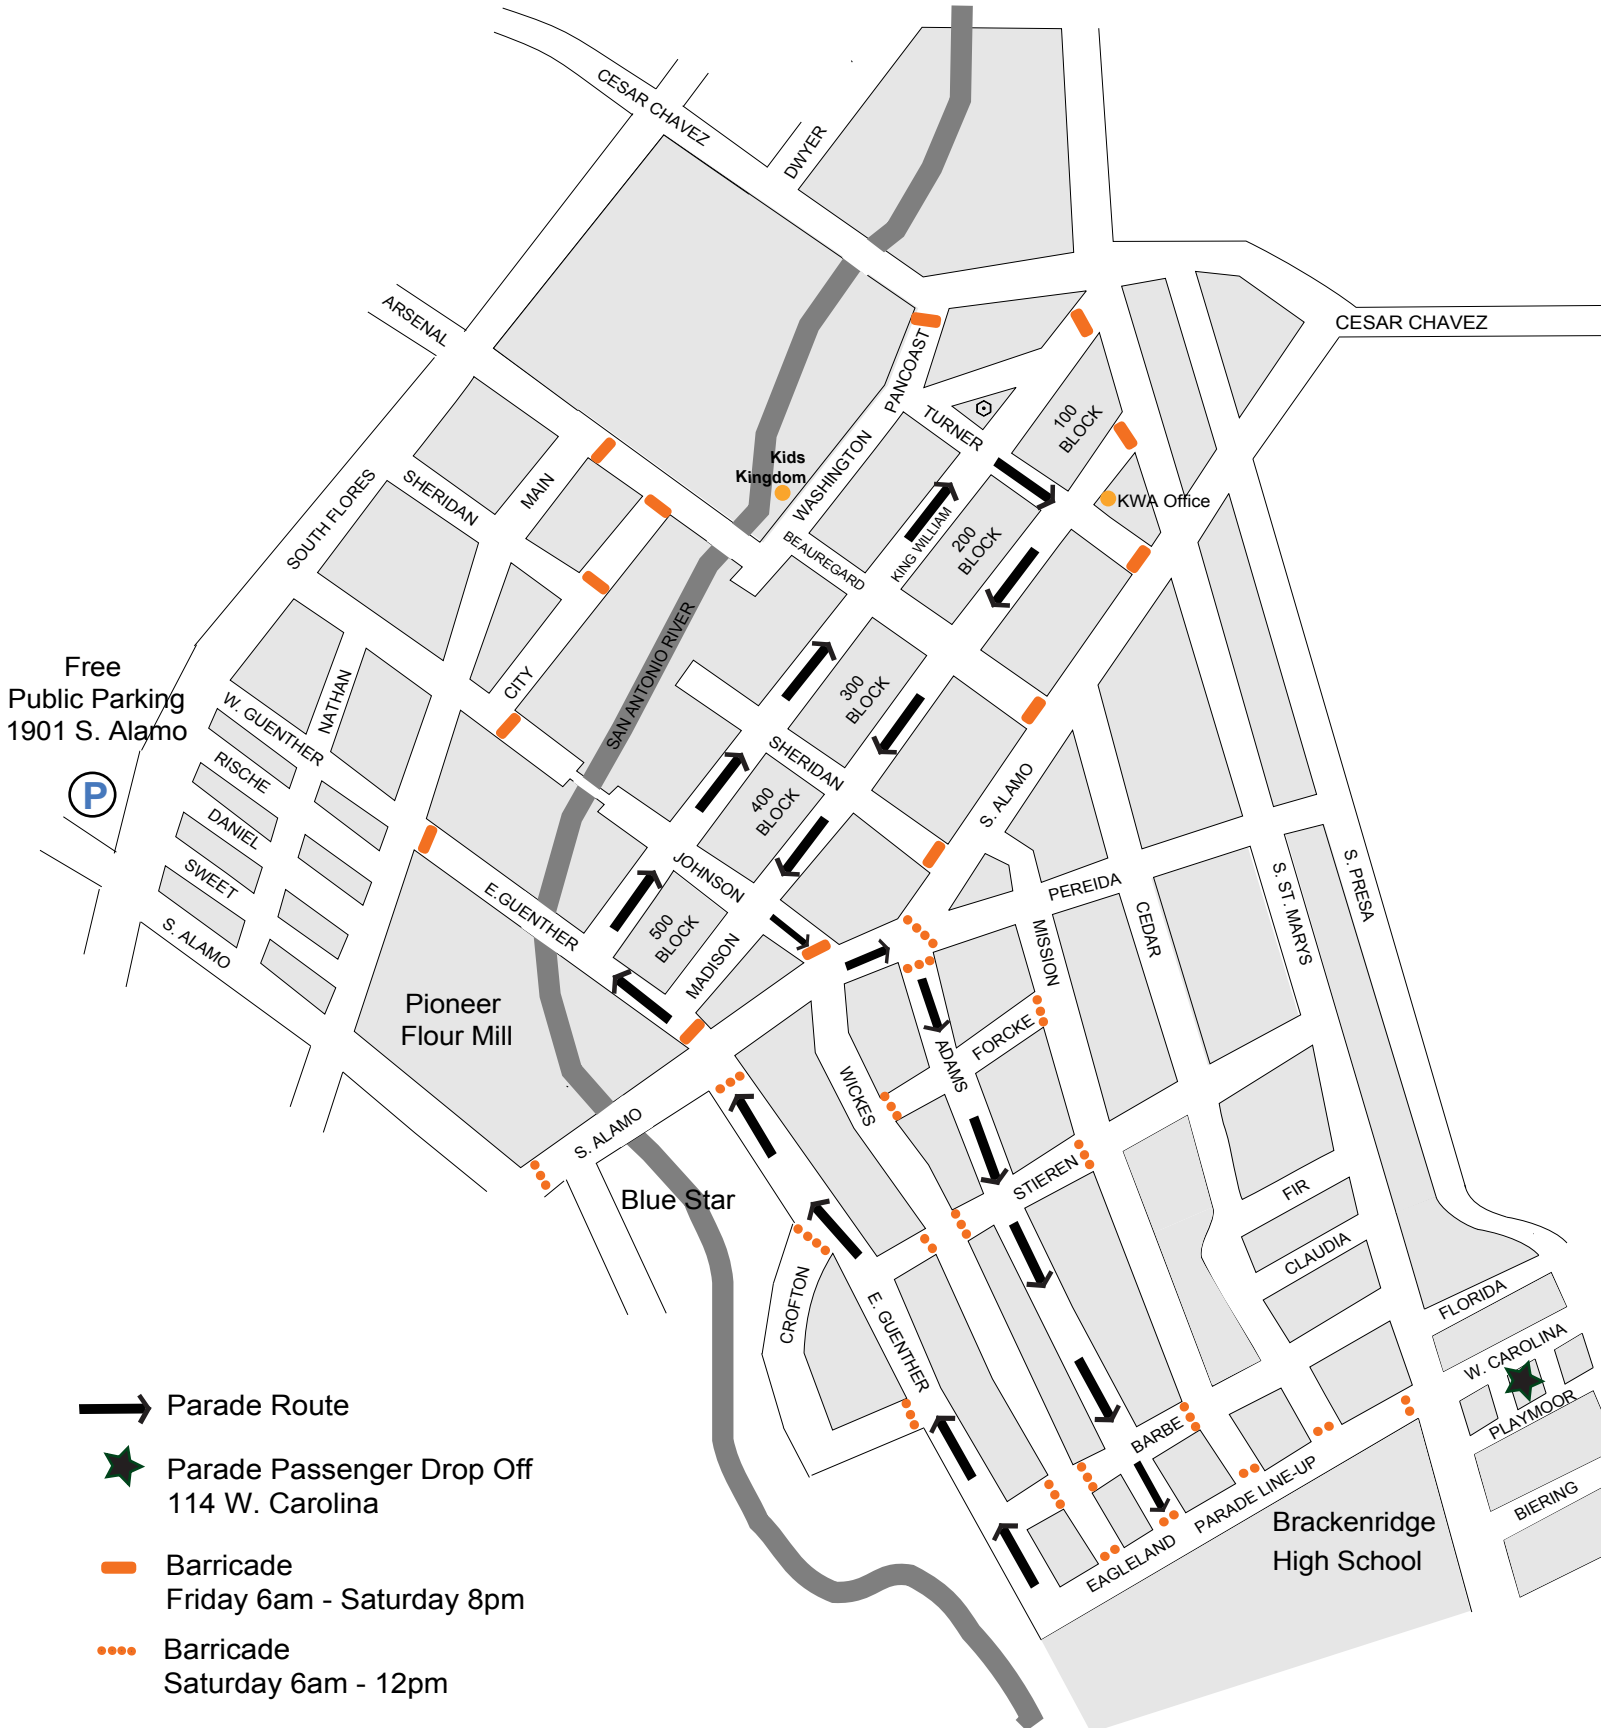 CESAR CHAVEZ
DWYER
ARSENAL
CESAR CHAVEZ
PANCOAST
TURNER
100
BLOCK
Kids
Kingdom
WASHINGTON
KWA Office
SOUTH FLORES
SHERIDAN
MAIN
BEAUREGARD
KING WILLIAM
200
BLOCK
SAN ANTONIO RIVER
Free
Public Parking
1901 S. Alamo
P
NATHAN
CITY
W. GUENTHER
RISCHE
DANIEL
SWEET
S. ALAMO
300
BLOCK
SHERIDAN
400
BLOCK
S. ALAMO
JOHNSON
E.GUENTHER
500
BLOCK
MADISON
PEREIDA
MISSION
CEDAR
S. ST. MARYS
S. PRESA
Pioneer
Flour Mill
FORCKE
ADAMS
WICKES
S. ALAMO
STIEREN
Blue Star
FIR
CLAUDIA
CROFTON
E. GUENTHER
FLORIDA
W. CAROLINA
PLAYMOOR
BIERING
BARBE
EAGLELAND
PARADE LINE-UP
Brackenridge
High School
Parade Route
Parade Passenger Drop Off
114 W. Carolina
Barricade
Friday 6am - Saturday 8pm
Barricade
Saturday 6am - 12pm